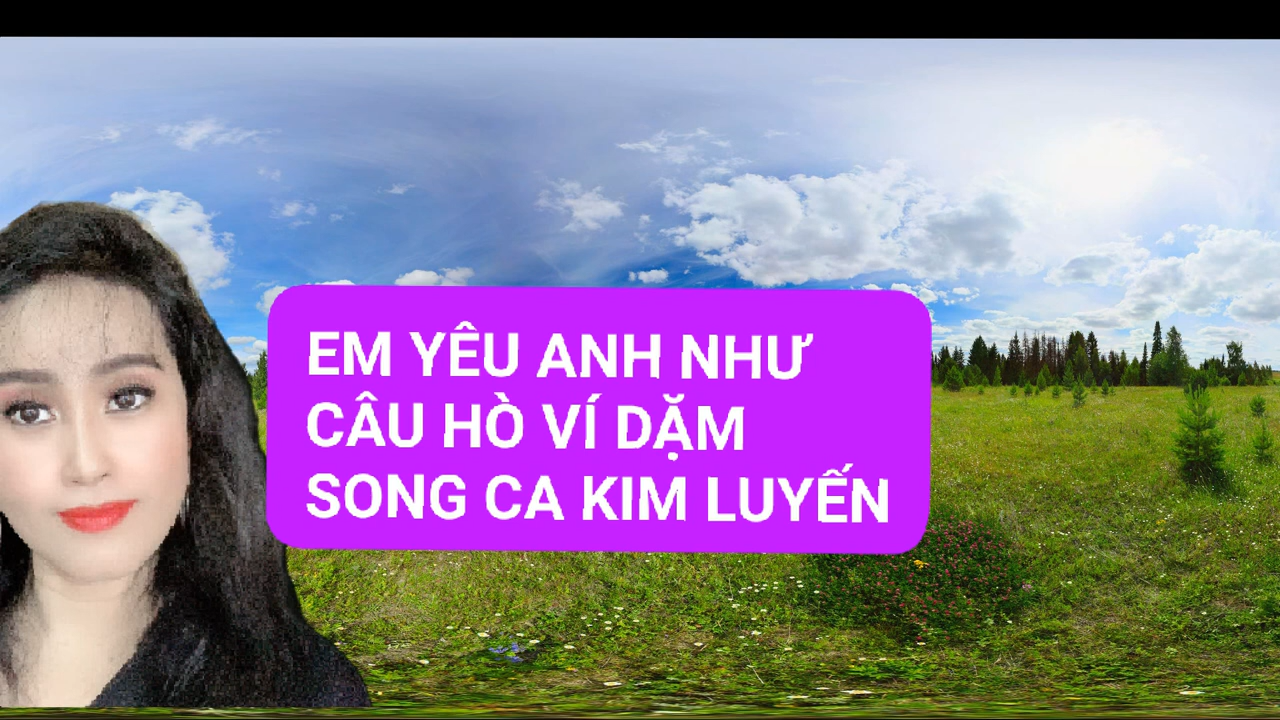 EM YÊU ANH NHƯ
CÂU HÒ VÍ DẶM
SONG CA KIM LUYẾN